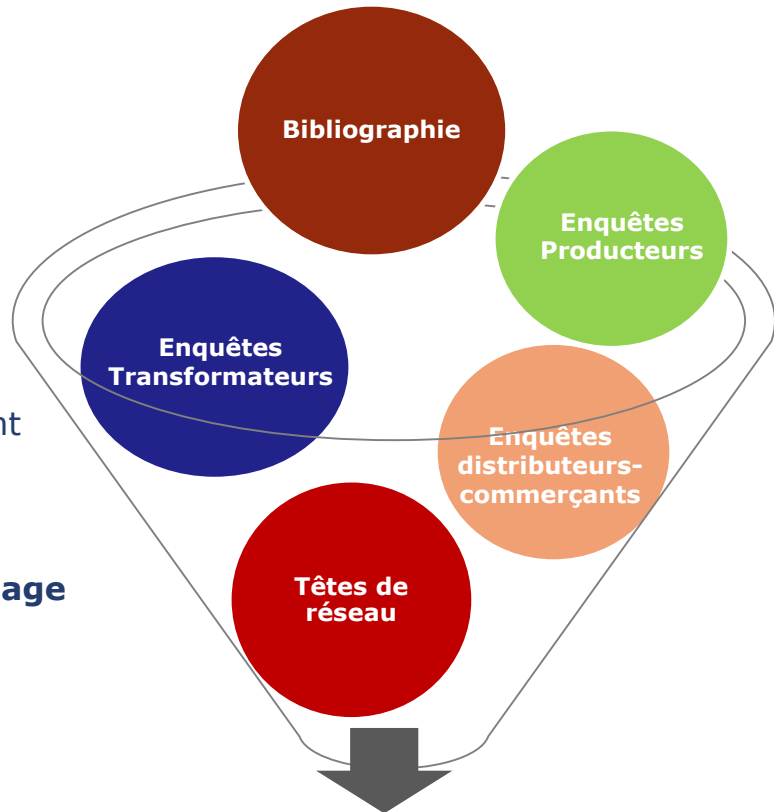 Bibliographie
Enquêtes
Producteurs
Enquêtes
Transformateurs
nt
Enquêtes
distributeurs-
commerçants
age
Têtes de
réseau